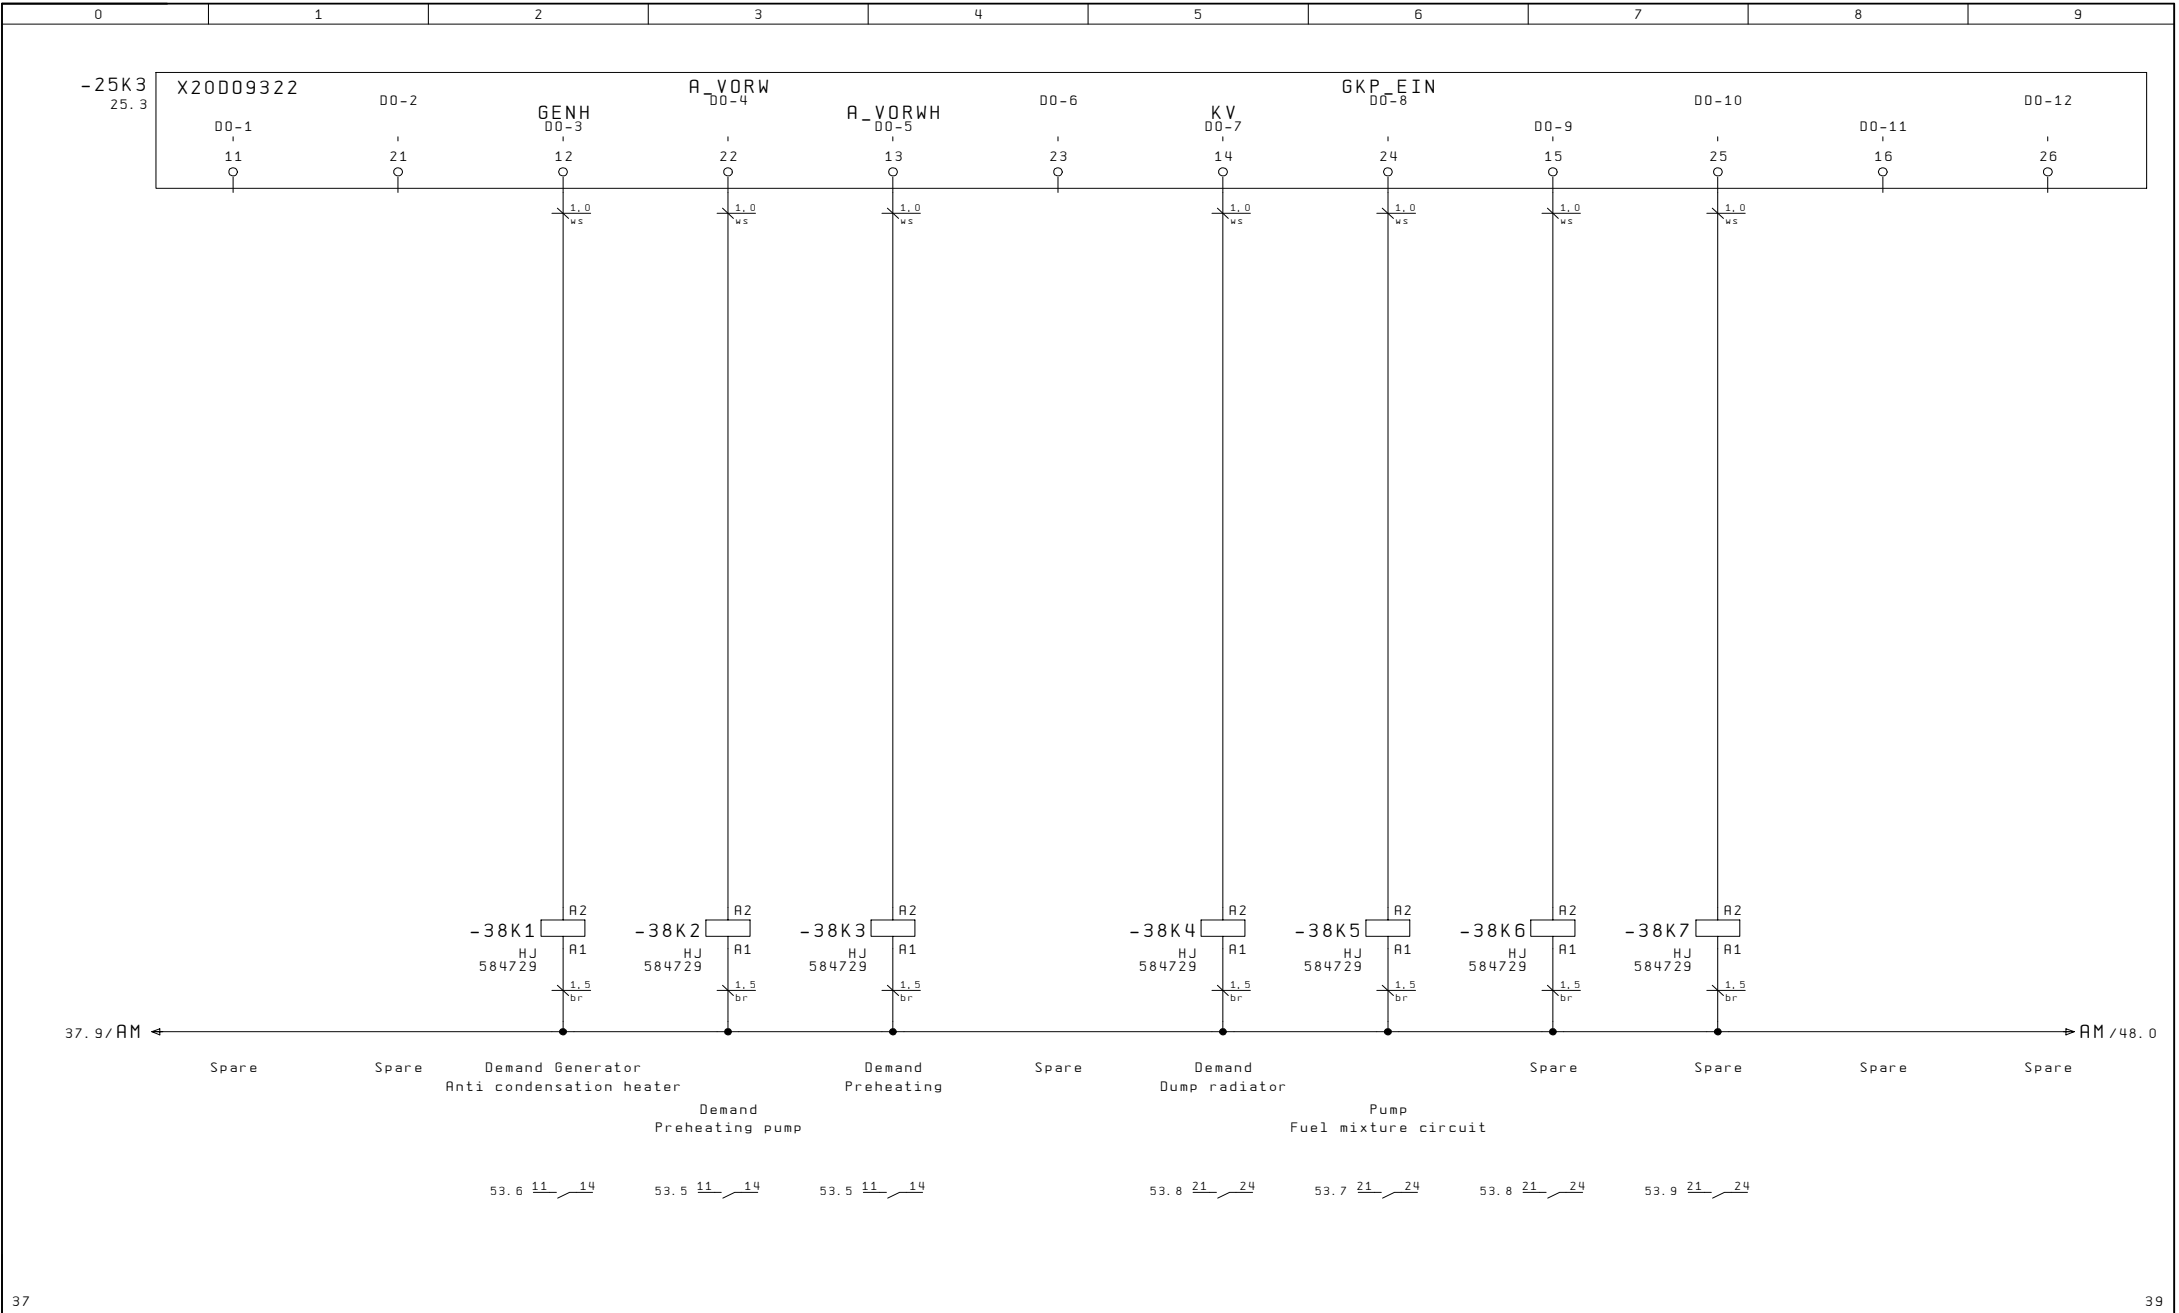 0 1 2 3 4 5 6 7 8 9
-25K3 X20DO9322 A_VORW GKP_EIN
25.3 DO-2 DO-4 DO-6 DO-8 DO-10 DO-12
GENH A_VORWH KV
DO-1 DO-3 DO-5 DO-7 DO-9 DO-11
- - - - - - - - - - - -
11 21 12 22 13 23 14 24 15 25 16 26
1,0 1,0 1,0 1,0 1,0 1,0 1,0
ws ws ws ws ws ws ws
A2 A2 A2 A2 A2 A2 A2
-38K1 -38K2 -38K3 -38K4 -38K5 -38K6 -38K7
HJ A1 HJ A1 HJ A1 HJ A1 HJ A1 HJ A1 HJ A1
584729 584729 584729 584729 584729 584729 584729
1,5 1,5 1,5 1,5 1,5 1,5 1,5
br br br br br br br
37.9/AM AM/48.0
Spare Spare Demand Generator Demand Spare Demand Spare Spare Spare Spare
Anti condensation heater Preheating Dump radiator
Demand Pump
Preheating pump Fuel mixture circuit
53.6 11 14 53.5 11 14 53.5 11 14 53.8 21 24 53.7 21 24 53.8 21 24 53.9 21 24
37 39